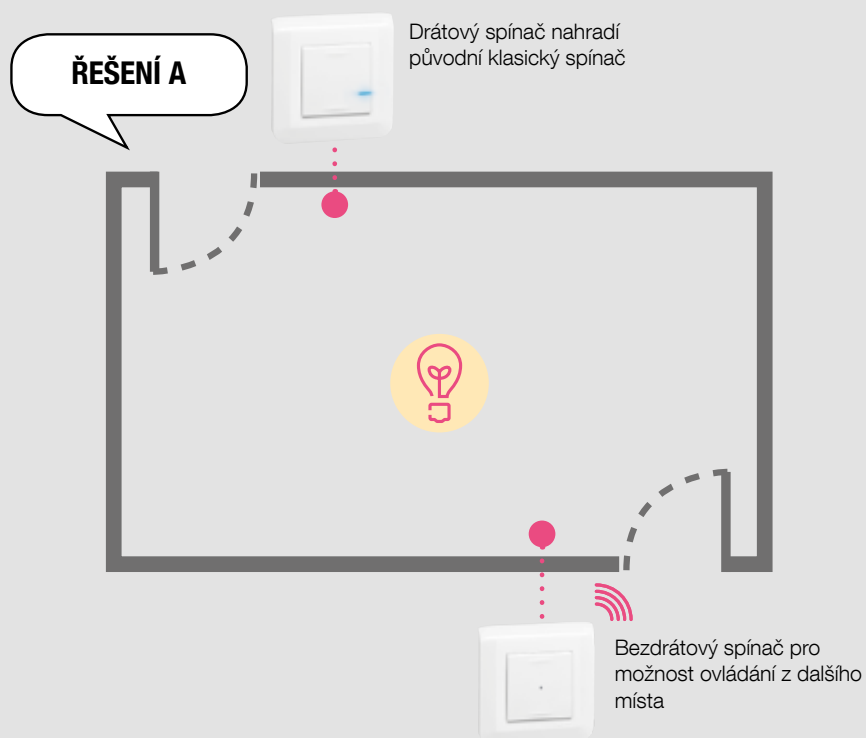 Drátový spínač nahradí
původní klasický spínač
ŘEŠENÍ A
Bezdrátový spínač pro
možnost ovládání z dalšího
místa